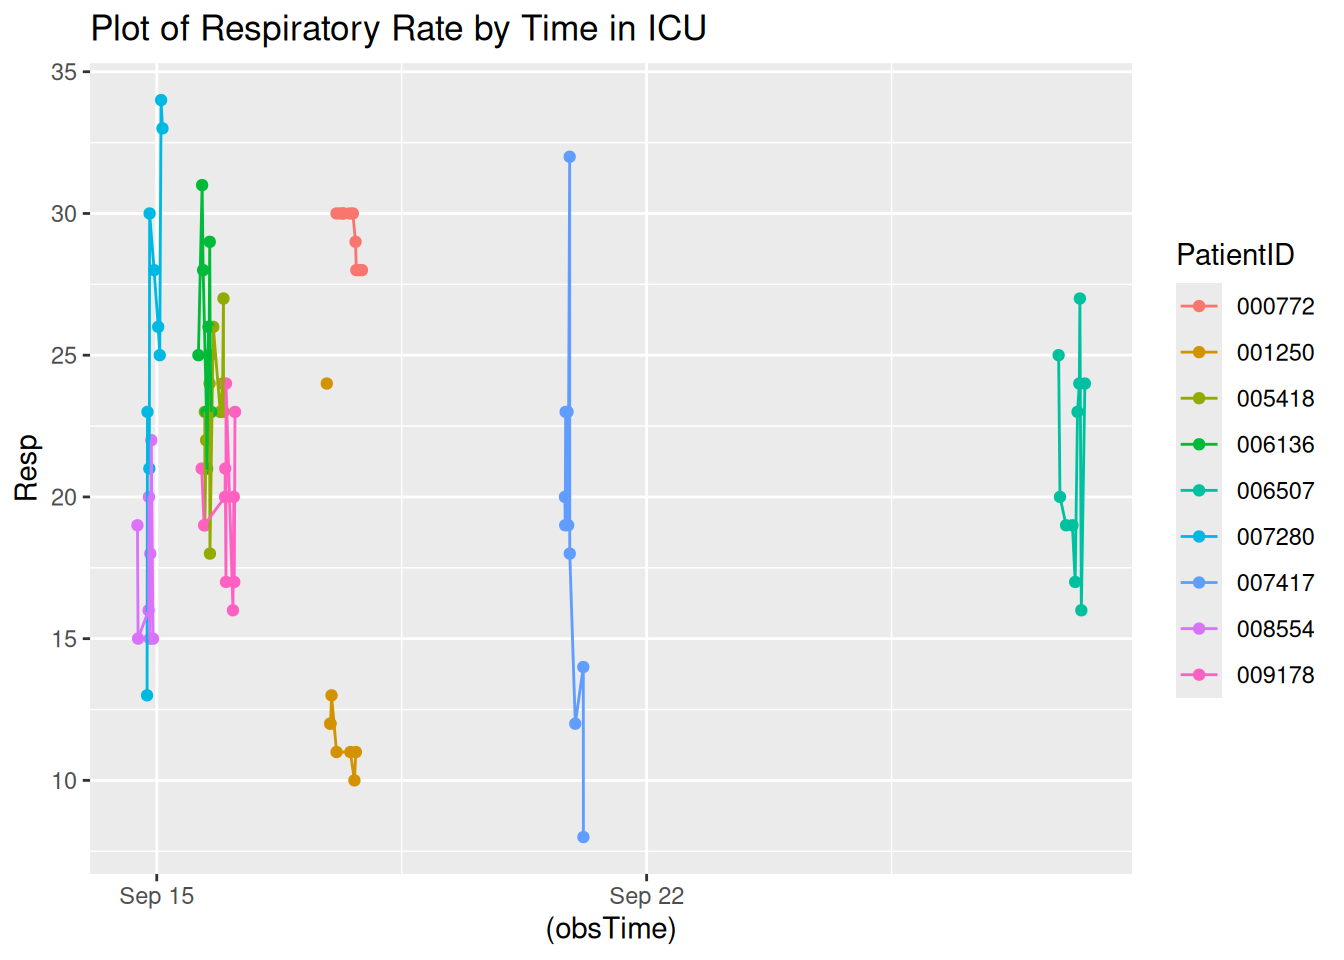 Plot of Respiratory Rate by Time in ICU
35
30
25
20
15
10
Resp
Sep 15
Sep 22
(obsTime)
PatientID
000772
001250
005418
006136
006507
007280
007417
008554
009178